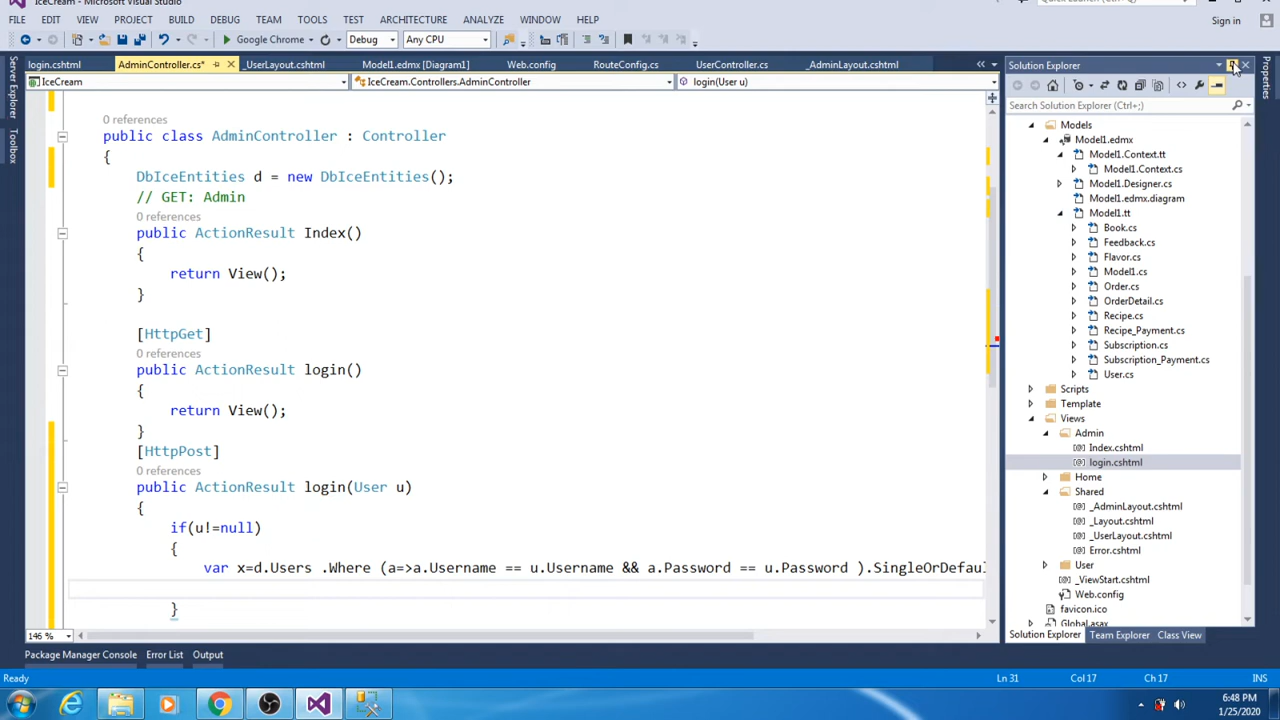 IceCream - Microsoft Visual Studio
FILE EDIT VIEW PROJECT BUILD DEBUG TEAM TOOLS TEST ARCHITECTURE ANALYZE WINDOW HELP Sign in
Google Chrome Debug Any CPU
login.cshtml AdminController.cs* _UserLayout.cshtml Model1.edmx [Diagram1] Web.config RouteConfig.cs UserController.cs _AdminLayout.cshtml
IceCream IceCream.Controllers.AdminController login(User u)
Server Explorer
Toolbox
0 references
public class AdminController : Controller
{
DbIceEntities d = new DbIceEntities();
// GET: Admin
0 references
public ActionResult Index()
{
return View();
}
[HttpGet]
0 references
public ActionResult login()
{
return View();
}
[HttpPost]
0 references
public ActionResult login(User u)
{
if(u!=null)
{
var x=d.Users .Where (a=>a.Username == u.Username && a.Password == u.Password ).SingleOrDefaul
}
146 %
Solution Explorer
Search Solution Explorer (Ctrl+;)
Models
Model1.edmx
Model1.Context.tt
Model1.Context.cs
Model1.Designer.cs
Model1.edmx.diagram
Model1.tt
Book.cs
Feedback.cs
Flavor.cs
Model1.cs
Order.cs
OrderDetail.cs
Recipe.cs
Recipe_Payment.cs
Subscription.cs
Subscription_Payment.cs
User.cs
Scripts
Template
Views
Admin
Index.cshtml
login.cshtml
Home
Shared
_AdminLayout.cshtml
_Layout.cshtml
_UserLayout.cshtml
Error.cshtml
User
_ViewStart.cshtml
Web.config
favicon.ico
Global.asax
Solution Explorer Team Explorer Class View
Properties
Package Manager Console Error List Output
Ready Ln 31 Col 17 Ch 17 INS
6:48 PM
1/25/2020